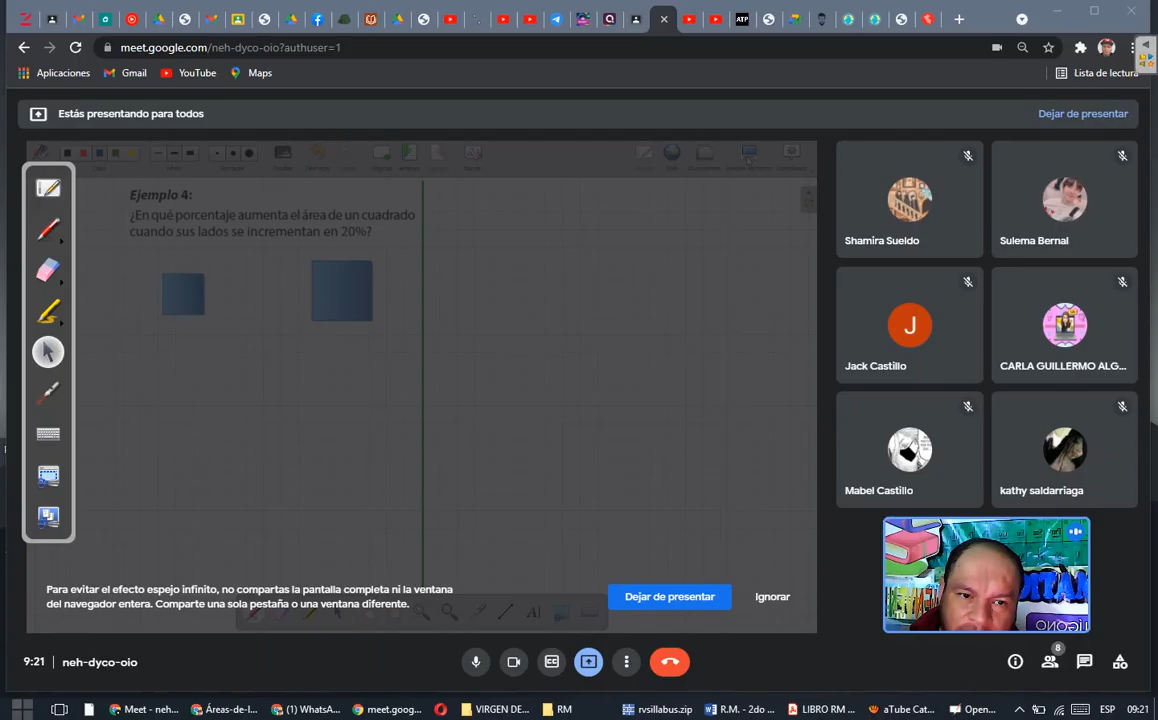 ATP
meet.google.com/neh-dyco-oio?authuser=1
Aplicaciones
Gmail
YouTube
Maps
Lista de lectura
Estás presentando para todos
Dejar de presentar
Ejemplo 4:
¿En qué porcentaje aumenta el área de un cuadrado
cuando sus lados se incrementan en 20%?
Shamira Sueldo
Sulema Bernal
J
Jack Castillo
CARLA GUILLERMO ALG...
Mabel Castillo
kathy saldarriaga
Tú
Para evitar el efecto espejo infinito, no compartas la pantalla completa ni la ventana
del navegador entera. Comparte una sola pestaña o una ventana diferente.
Dejar de presentar
Ignorar
9:21
neh-dyco-oio
8
Meet - neh...
Áreas-de-l...
(1) WhatsA...
meet.goog...
VIRGEN DE...
RM
rvsillabus.zip
R.M. - 2do ...
LIBRO RM ...
aTube Cat...
Open...
ESP
09:21